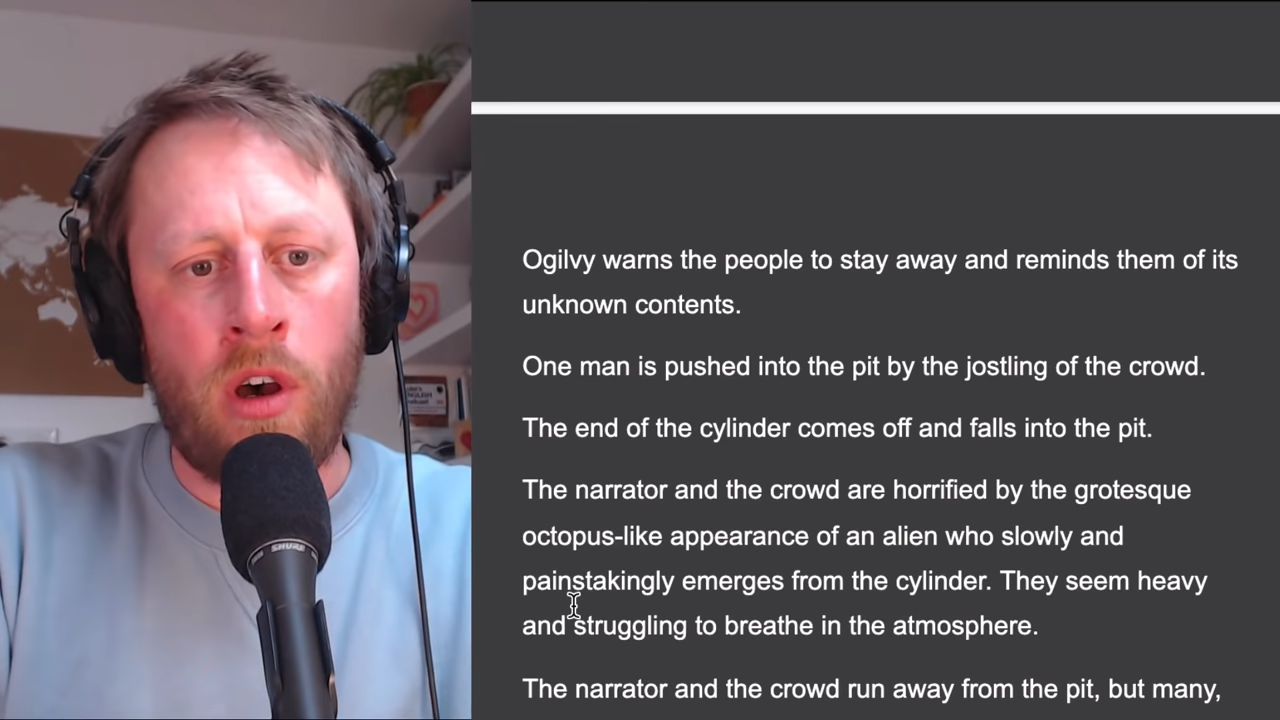 Ogilvy warns the people to stay away and reminds them of its
unknown contents.
One man is pushed into the pit by the jostling of the crowd.
The end of the cylinder comes off and falls into the pit.
The narrator and the crowd are horrified by the grotesque
octopus-like appearance of an alien who slowly and
painstakingly emerges from the cylinder. They seem heavy
and struggling to breathe in the atmosphere.
The narrator and the crowd run away from the pit, but many,
SHURE